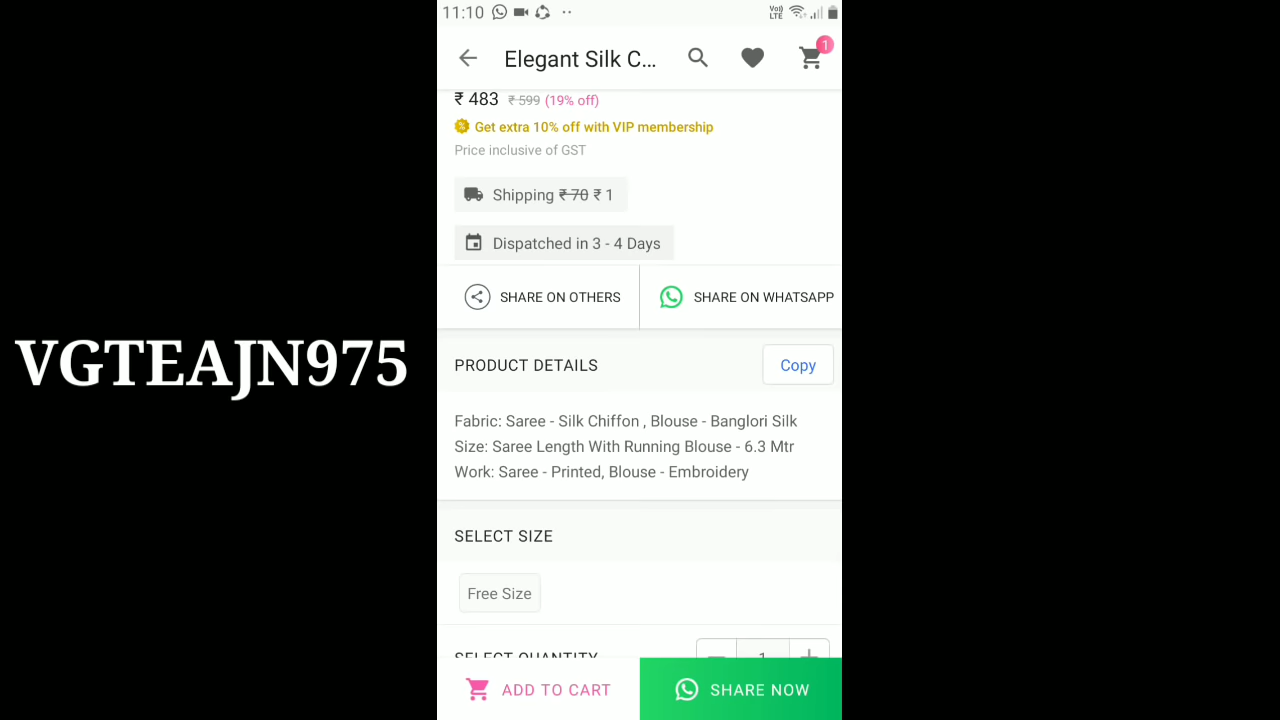 11:10
Vo)) LTE
Elegant Silk C...
1
₹ 483 ₹ 599 (19% off)
Get extra 10% off with VIP membership
Price inclusive of GST
Shipping ₹ 70 ₹ 1
Dispatched in 3 - 4 Days
SHARE ON OTHERS
SHARE ON WHATSAPP
VGTEAJN975
PRODUCT DETAILS
Copy
Fabric: Saree - Silk Chiffon , Blouse - Banglori Silk
Size: Saree Length With Running Blouse - 6.3 Mtr
Work: Saree - Printed, Blouse - Embroidery
SELECT SIZE
Free Size
SELECT QUANTITY
1
ADD TO CART
SHARE NOW